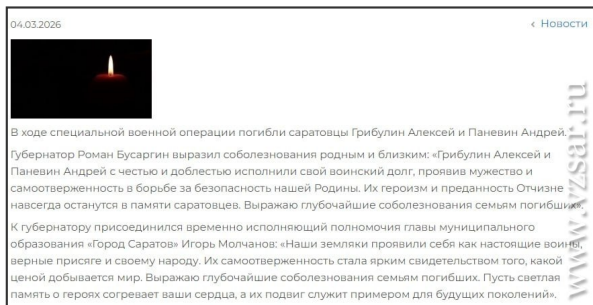 04.03.2026
‹ Новости
В ходе специальной военной операции погибли саратовцы Грибулин Алексей и Паневин Андрей.
Губернатор Роман Бусаргин выразил соболезнования родным и близким: «Грибулин Алексей и
Паневин Андрей с честью и доблестью исполнили свой воинский долг, проявив мужество и
самоотверженность в борьбе за безопасность нашей Родины. Их героизм и преданность Отчизне
навсегда останутся в памяти саратовцев. Выражаю глубочайшие соболезнования семьям погибших».
К губернатору присоединился временно исполняющий полномочия главы муниципального
образования «Город Саратов» Игорь Молчанов: «Наши земляки проявили себя как настоящие воины,
верные присяге и своему народу. Их самоотверженность стала ярким свидетельством того, какой
ценой добывается мир. Выражаю глубочайшие соболезнования семьям погибших. Пусть светлая
память о героях согревает ваши сердца, а их подвиг служит примером для будущих поколений».
www.vzsar.ru